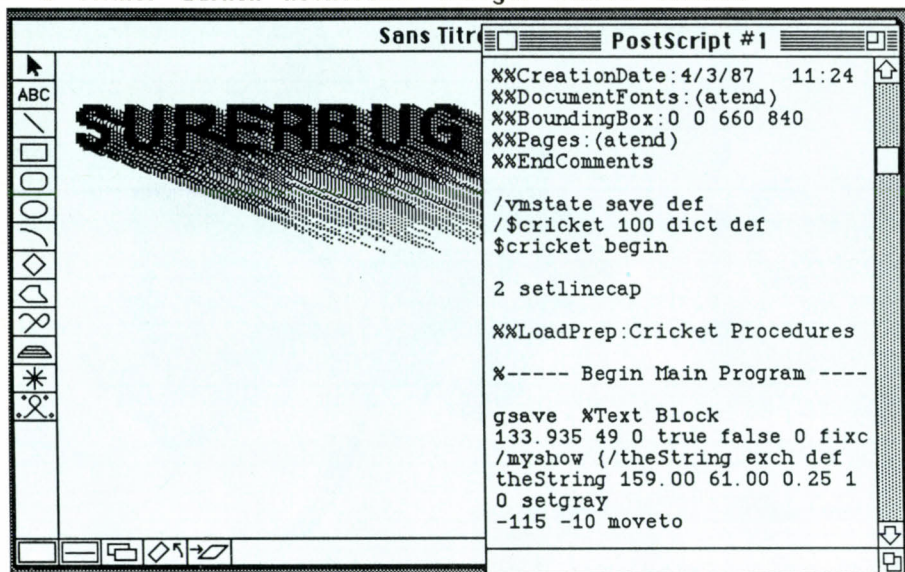 Sans Titr
PostScript #1
ABC
SUPERBUG
%%CreationDate:4/3/87 11:24
%%DocumentFonts:(atend)
%%BoundingBox:0 0 660 840
%%Pages:(atend)
%%EndComments
/vmstate save def
/$cricket 100 dict def
$cricket begin
2 setlinecap
%%LoadPrep:Cricket Procedures
%----- Begin Main Program ----
gsave %Text Block
133.935 49 0 true false 0 fixc
/myshow {/theString exch def
theString 159.00 61.00 0.25 1
0 setgray
-115 -10 moveto